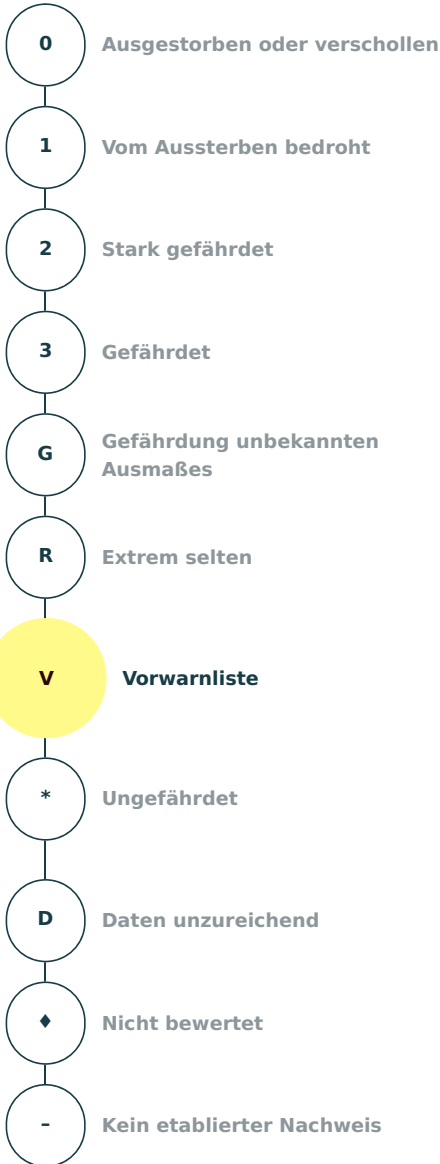 0 Ausgestorben oder verschollen
1 Vom Aussterben bedroht
2 Stark gefährdet
3 Gefährdet
G Gefährdung unbekannten
Ausmaßes
R Extrem selten
V Vorwarnliste
* Ungefährdet
D Daten unzureichend
♦ Nicht bewertet
– Kein etablierter Nachweis